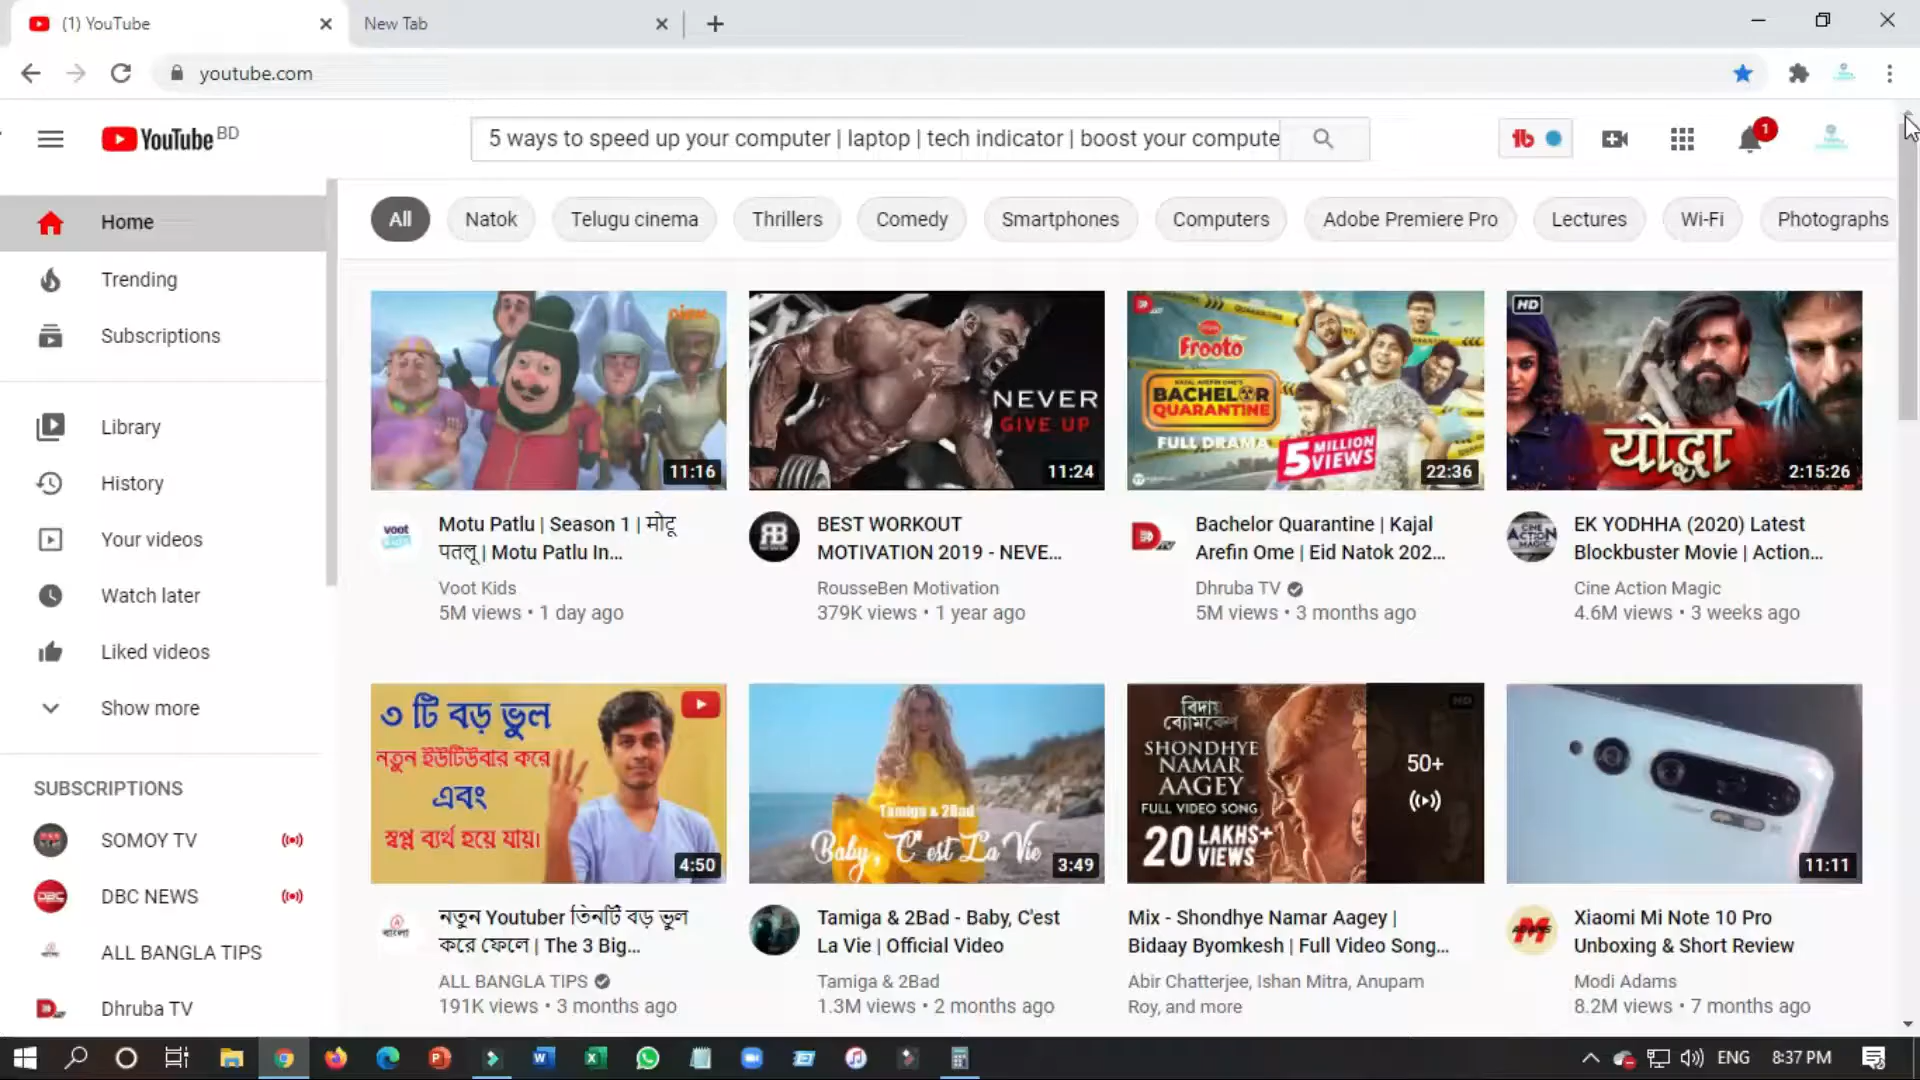 (1) YouTube
New Tab
youtube.com
YouTube BD
5 ways to speed up your computer | laptop | tech indicator | boost your compute
1
Home
Trending
Subscriptions
Library
History
Your videos
Watch later
Liked videos
Show more
SUBSCRIPTIONS
SOMOY TV
DBC NEWS
ALL BANGLA TIPS
Dhruba TV
All
Natok
Telugu cinema
Thrillers
Comedy
Smartphones
Computers
Adobe Premiere Pro
Lectures
Wi-Fi
Photographs
11:16
NEVER
GIVE UP
11:24
Frooto
BACHELOR
QUARANTINE
FULL DRAMA
5 MILLION
VIEWS
22:36
HD
योद्धा
2:15:26
voot
Motu Patlu | Season 1 | मोटू
पतलू | Motu Patlu In...
Voot Kids
5M views • 1 day ago
BEST WORKOUT
MOTIVATION 2019 - NEVE...
RousseBen Motivation
379K views • 1 year ago
Bachelor Quarantine | Kajal
Arefin Ome | Eid Natok 202...
Dhruba TV
5M views • 3 months ago
CINE
ACTION
MAGIC
EK YODHHA (2020) Latest
Blockbuster Movie | Action...
Cine Action Magic
4.6M views • 3 weeks ago
৩ টি বড় ভুল
নতুন ইউটিউবার করে
এবং
স্বপ্ন ব্যর্থ হয়ে যায়।
4:50
Tamiga & 2Bad
Baby, C'est La Vie
3:49
বিদায়
ব্যোমকেশ
SHONDHYE
NAMAR
AAGEY
FULL VIDEO SONG
20 LAKHS+
VIEWS
HD
50+
11:11
নতুন Youtuber তিনটি বড় ভুল
করে ফেলে | The 3 Big...
ALL BANGLA TIPS
191K views • 3 months ago
Tamiga & 2Bad - Baby, C'est
La Vie | Official Video
Tamiga & 2Bad
1.3M views • 2 months ago
Mix - Shondhye Namar Aagey |
Bidaay Byomkesh | Full Video Song...
Abir Chatterjee, Ishan Mitra, Anupam
Roy, and more
ADAMS
Xiaomi Mi Note 10 Pro
Unboxing & Short Review
Modi Adams
8.2M views • 7 months ago
ENG
8:37 PM